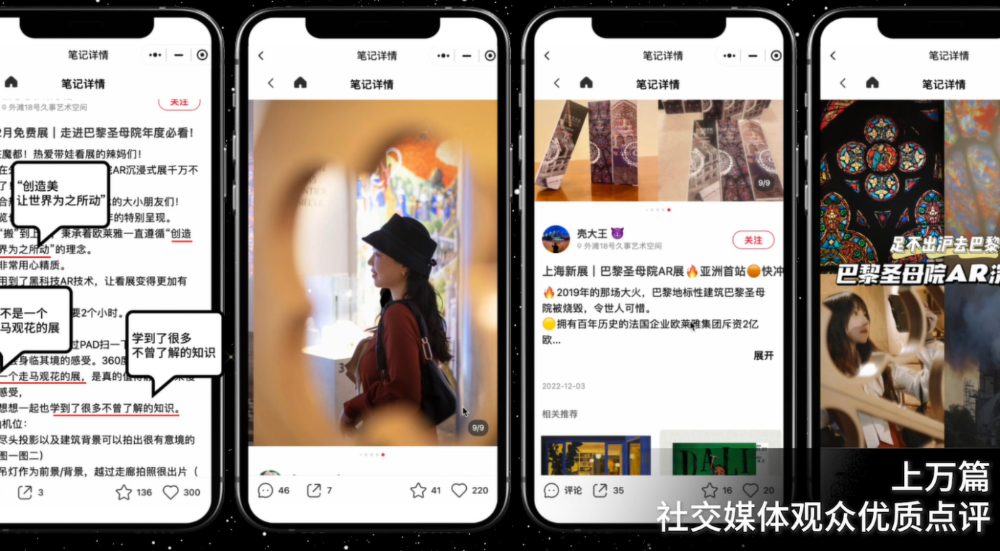 笔记详情
笔记详情
关注
外滩18号久事艺术空间
月免费展｜走进巴黎圣母院年度必看！
魔都！热爱带娃看展的辣妈们！
AR沉浸式展千万不
了！
“创造美
让世界为之所动”
的大小朋友们！
年的特别呈现。
“搬”到上，秉承着欧莱雅一直遵循“创造
界为之所动”的理念。
非常用心精质。
用到了黑科技AR技术，让看展变得更加有
不是一个
马观花的展
要2个小时。
学到了很多
不曾了解的知识
过PAD扫一下
身临其境的感受。360度
一个走马观花的展，是真的值得
感受，
想想一起也学到了很多不曾了解的知识。
机位：
尽头投影以及建筑背景可以拍出很有意境的
图一图二）
吊灯作为前景/背景，越过走廊拍照很出片（
3
136
300
笔记详情
笔记详情
9/9
46
7
41
220
笔记详情
笔记详情
9/9
壳大王😈
外滩18号久事艺术空间
关注
上海新展｜巴黎圣母院AR展🔥亚洲首站🟠快冲
🔥2019年的那场大火，巴黎地标性建筑巴黎圣母
院被烧毁，令世人可惜。
🟡拥有百年历史的法国企业欧莱雅集团斥资2亿
欧...
展开
2022-12-03
相关推荐
DALI
评论
35
16
20
笔记详情
笔记详情
足不出沪去巴黎
巴黎圣母院AR
上万篇
社交媒体观众优质点评